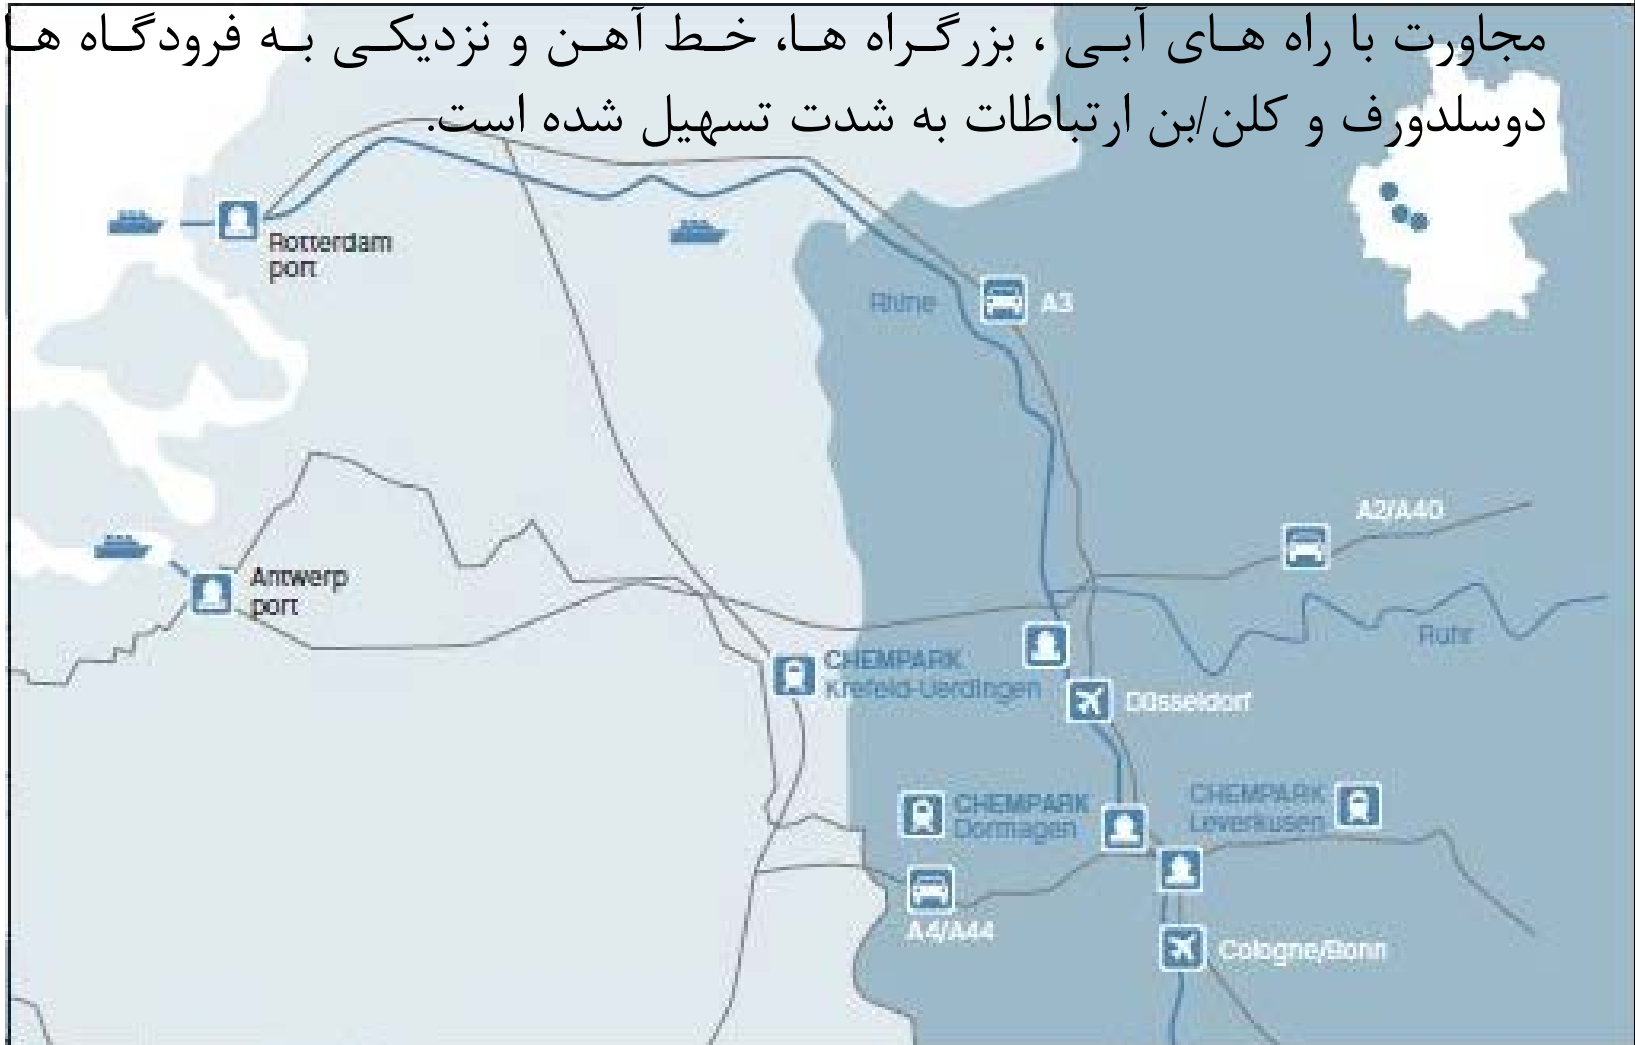 مجاورت با راه های آبی ، بزرگراه ها، خط آهن و نزدیکی به فرودگاه ها
دوسلدورف و کلن/بن ارتباطات به شدت تسهیل شده است.
Rotterdam
port
Rhine
A3
A2/A40
Antwerp
port
Ruhr
CHEMPARK
Krefeld-Uerdingen
Düsseldorf
CHEMPARK
Dormagen
CHEMPARK
Leverkusen
A4/A44
Cologne/Bonn